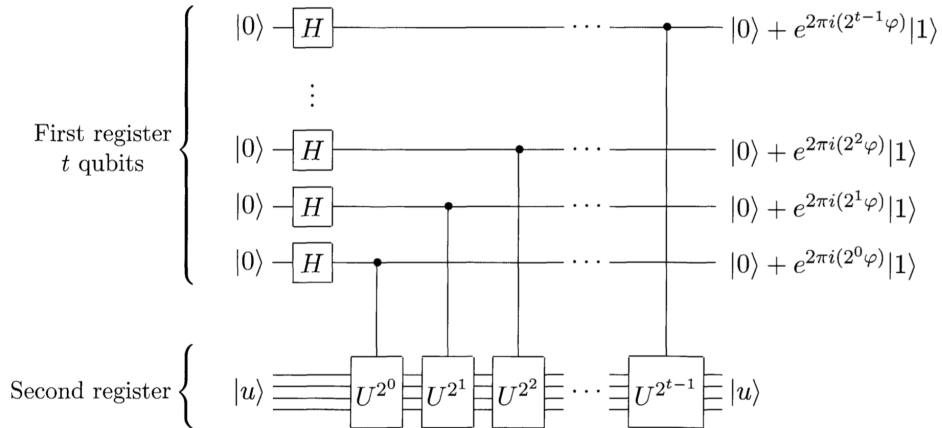 |0⟩ H ··· |0⟩ + e^{2πi(2^{t−1}φ)}|1⟩
⋮
First register
t qubits
|0⟩ H ··· |0⟩ + e^{2πi(2^2φ)}|1⟩
|0⟩ H ··· |0⟩ + e^{2πi(2^1φ)}|1⟩
|0⟩ H ··· |0⟩ + e^{2πi(2^0φ)}|1⟩
Second register |u⟩ U^{2^0} U^{2^1} U^{2^2} ··· U^{2^{t−1}} |u⟩